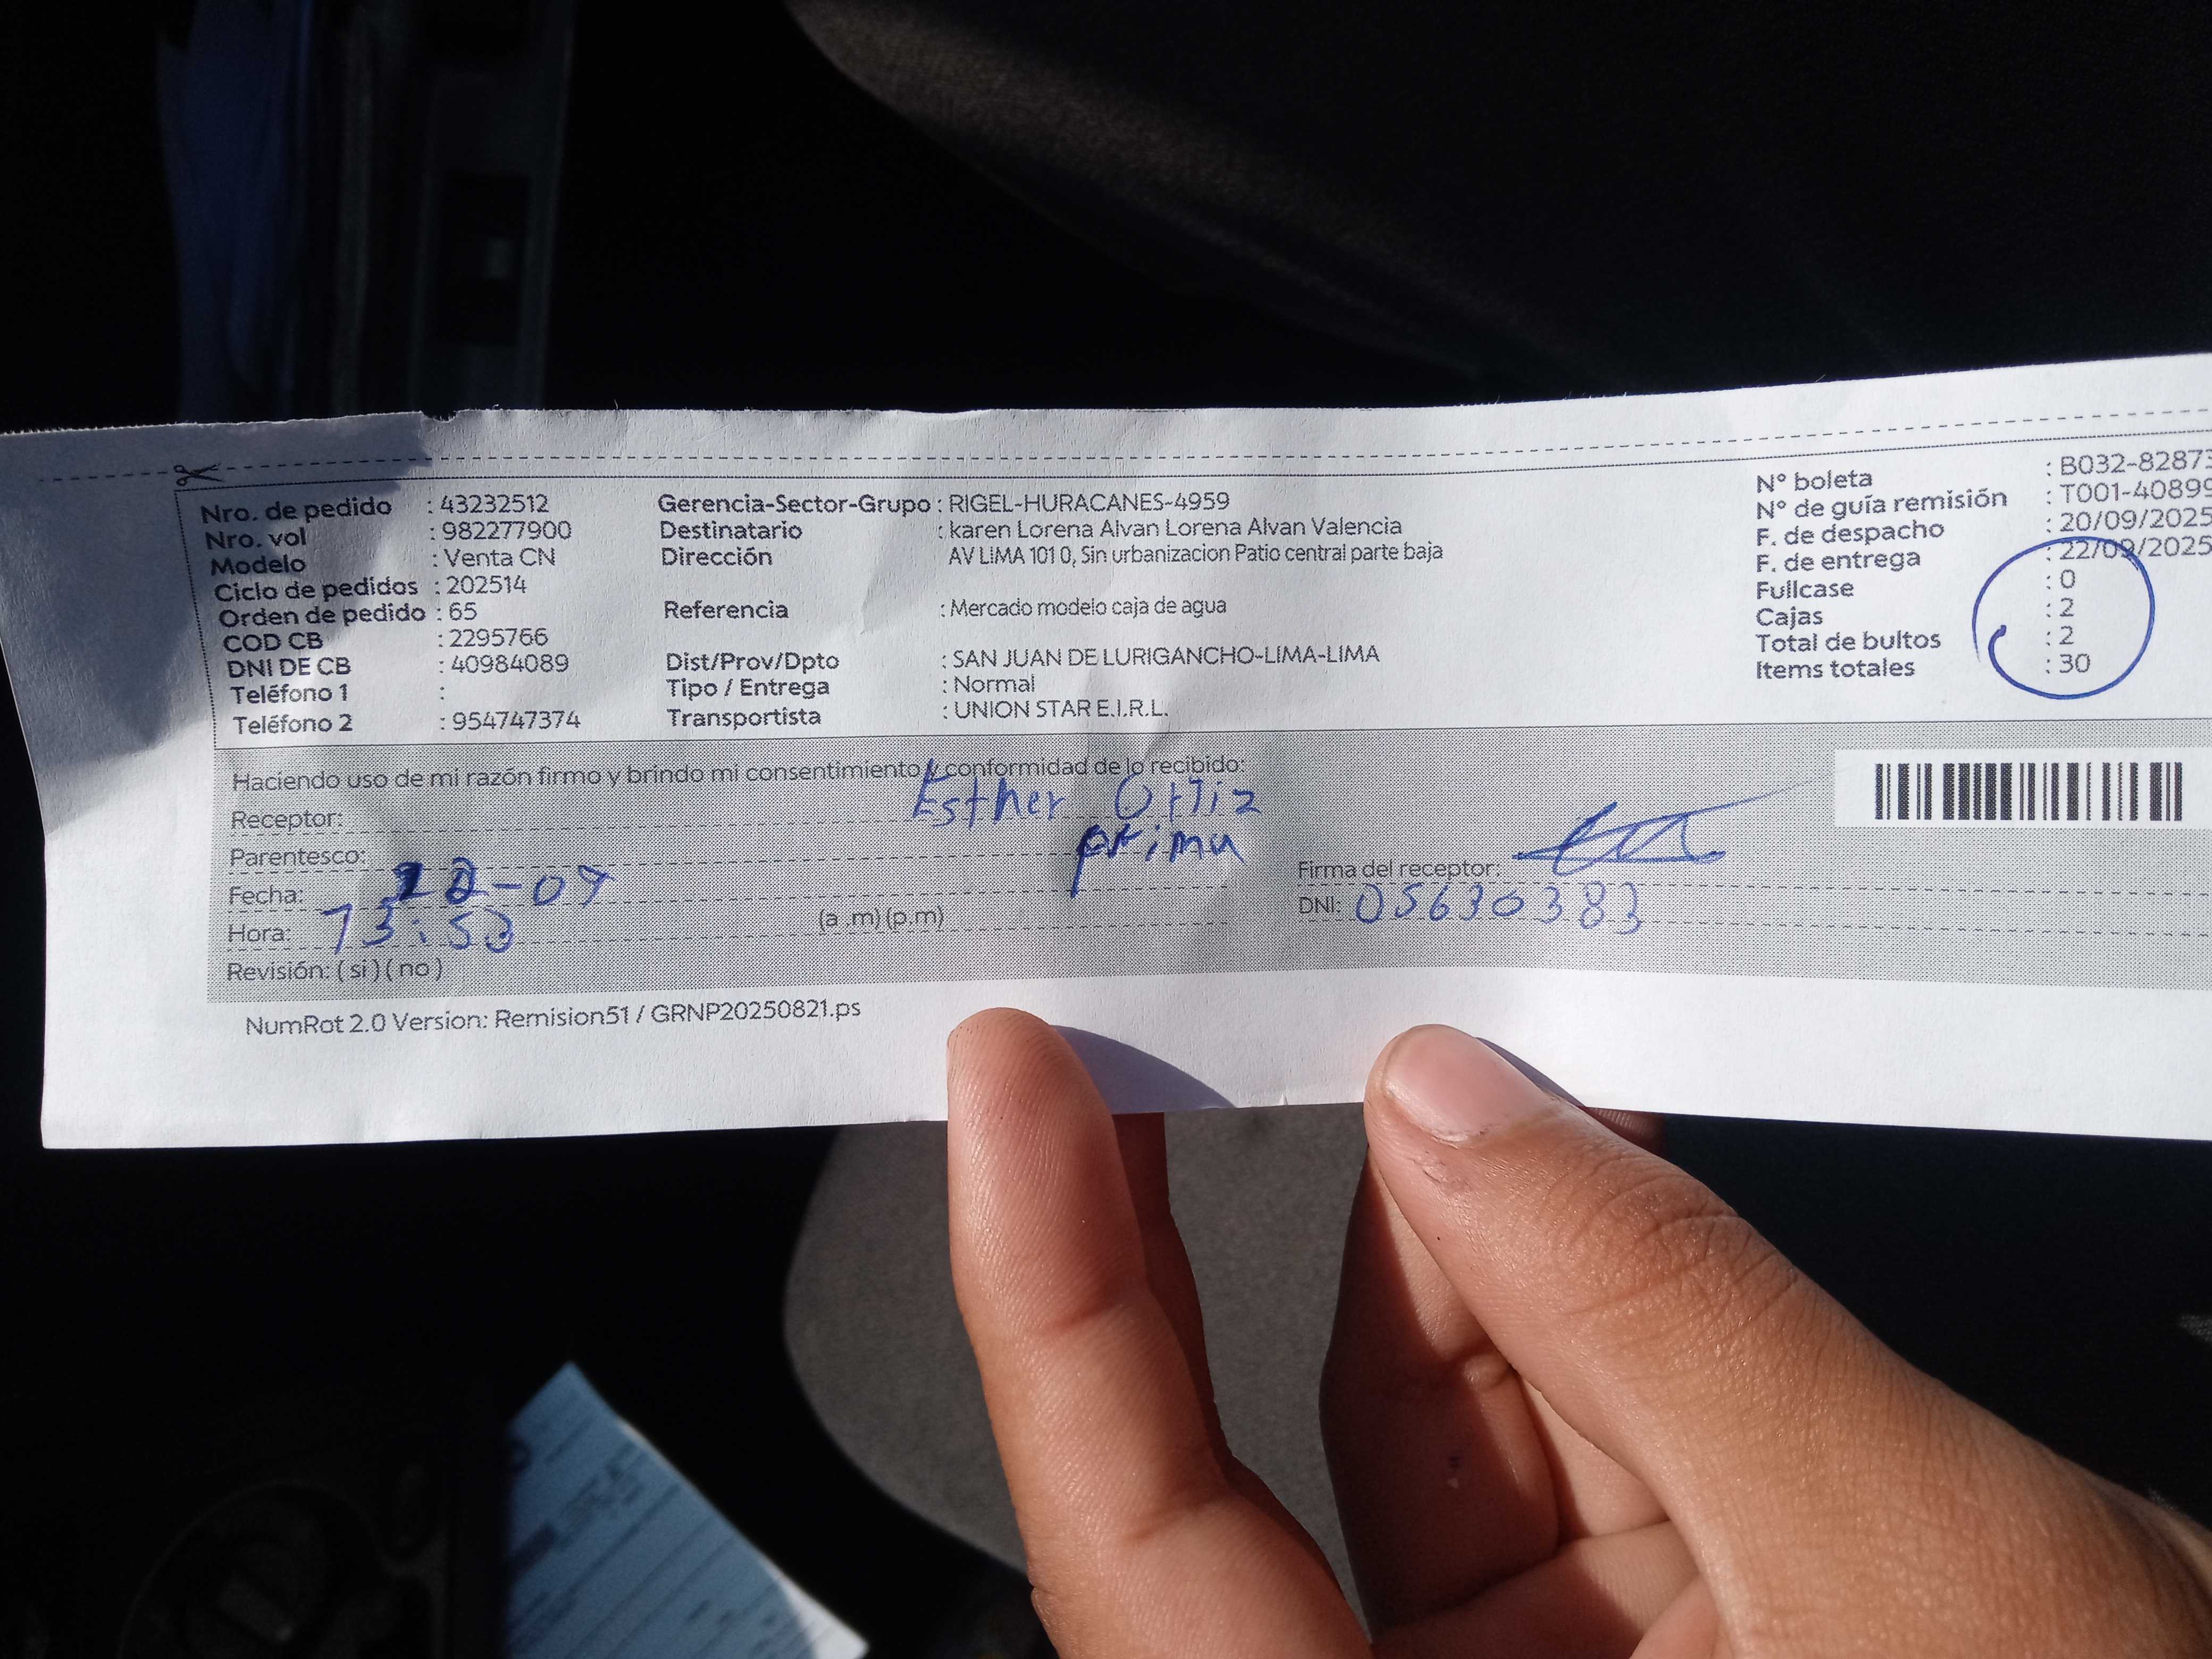 Nro. de pedido : 43232512
Nro. vol : 982277900
Modelo : Venta CN
Ciclo de pedidos : 202514
Orden de pedido : 65
COD CB : 2295766
DNI DE CB : 40984089
Teléfono 1 :
Teléfono 2 : 954747374
Gerencia-Sector-Grupo : RIGEL-HURACANES-4959
Destinatario : karen Lorena Alvan Lorena Alvan Valencia
Dirección AV LIMA 101 0, Sin urbanizacion Patio central parte baja
Referencia : Mercado modelo caja de agua
Dist/Prov/Dpto : SAN JUAN DE LURIGANCHO-LIMA-LIMA
Tipo / Entrega : Normal
Transportista : UNION STAR E.I.R.L.
N° boleta : B032-82873
N° de guía remisión : T001-40899
F. de despacho : 20/09/2025
F. de entrega : 22/09/2025
Fullcase : 0
Cajas : 2
Total de bultos : 2
Items totales : 30
Haciendo uso de mi razón firmo y brindo mi consentimiento y conformidad de lo recibido:
Receptor: Esther Ortiz
Parentesco: prima
Fecha:
Hora: 13:53 (a .m) (p.m)
Revisión: ( si ) ( no )
Firma del receptor:
DNI: 05630383
NumRot 2.0 Version: Remision51 / GRNP20250821.ps